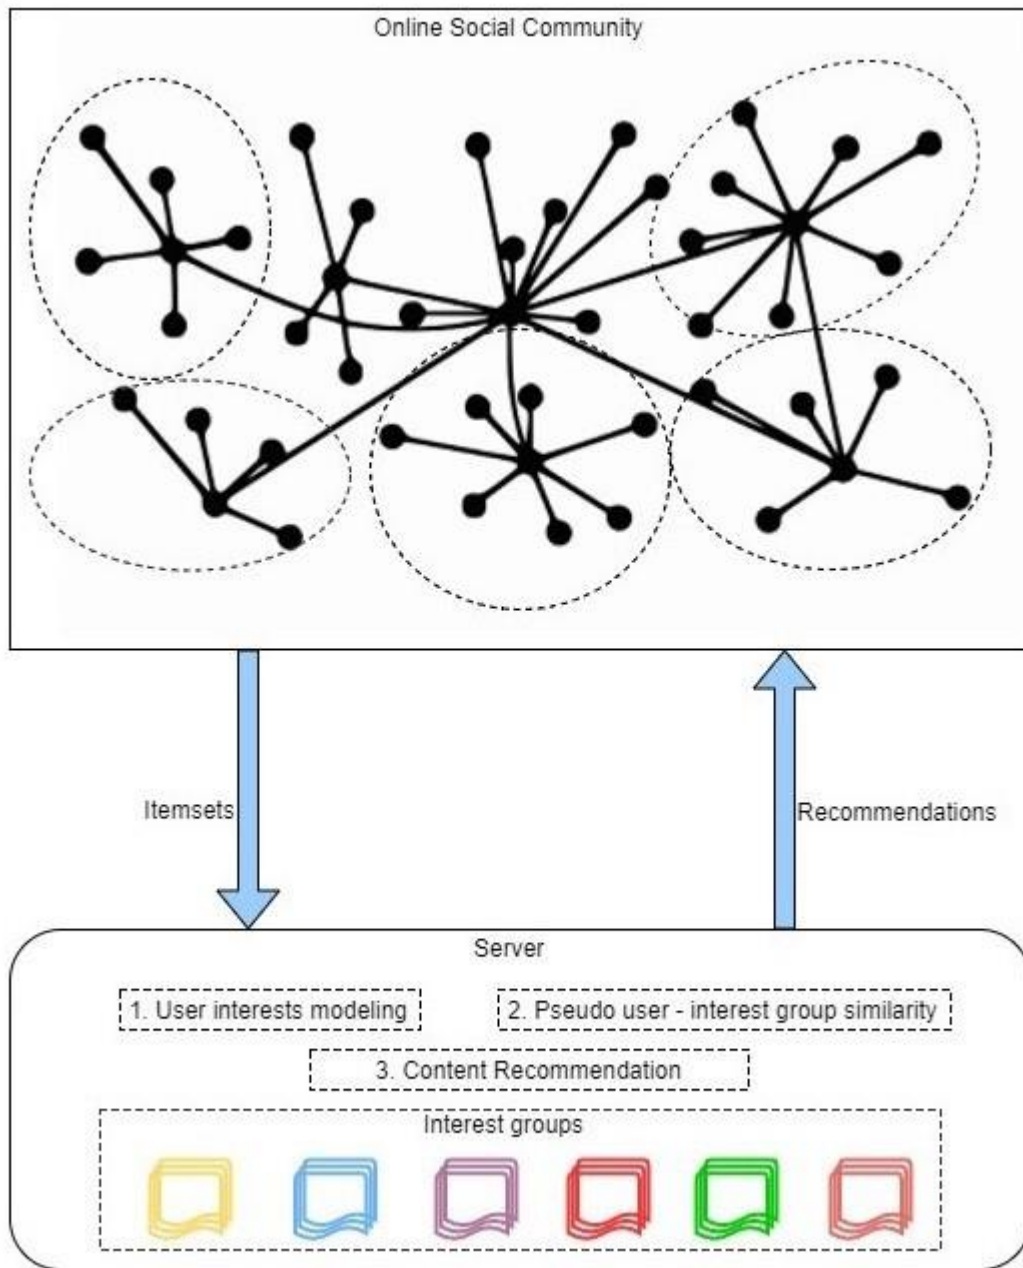 Online Social Community
Itemsets
Recommendations
Server
1. User interests modeling
2. Pseudo user - interest group similarity
3. Content Recommendation
Interest groups